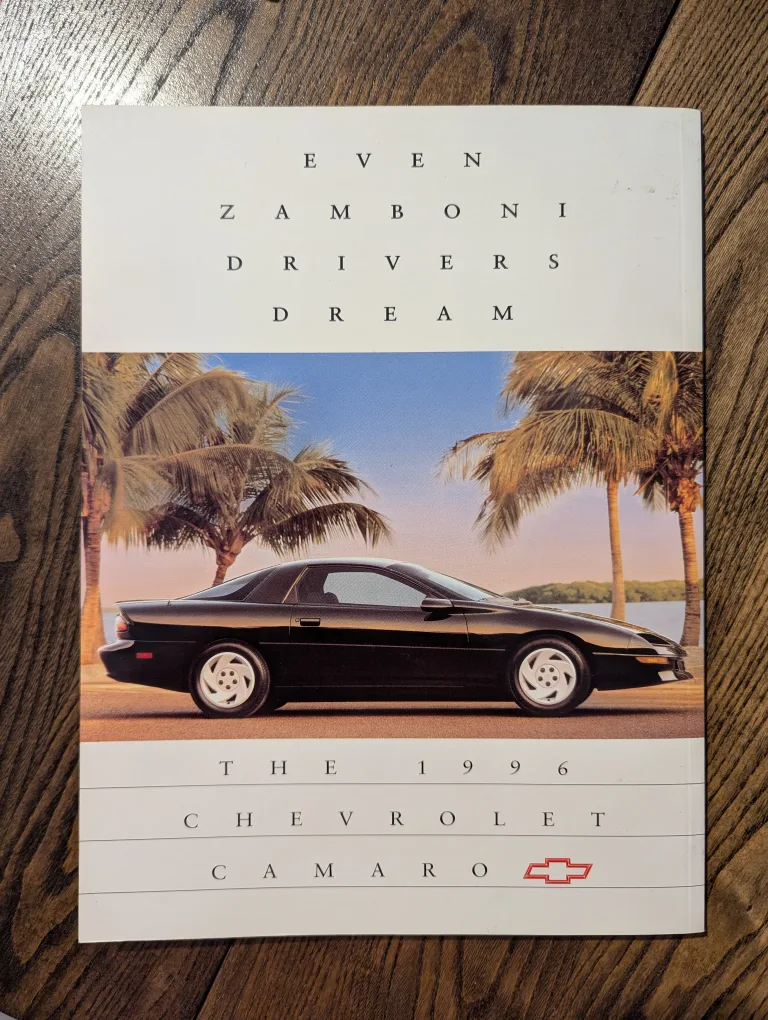 EVEN
ZAMBONI
DRIVERS
DREAM
THE 1996
CHEVROLET
CAMARO